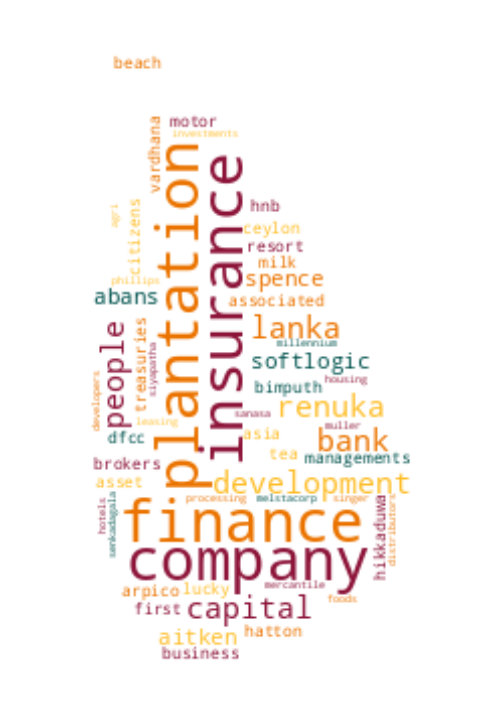 beach
motor
investments
vardhana
plantation
insurance
citizens
agri
hnb
ceylon
resort
milk
phillips
spence
abans
associated
people
treasuries
siyapatha
lanka
millennium
softlogic
developers
bimputh
housing
renuka
sanasa
leasing
muller
dfcc
asia
bank
tea
managements
brokers
asset
development
processing
melstacorp
singer
hotels
senkadagala
finance
hikkaduwa
distributors
company
mercantile
arpico
lucky
foods
first
capital
aitken
hatton
business